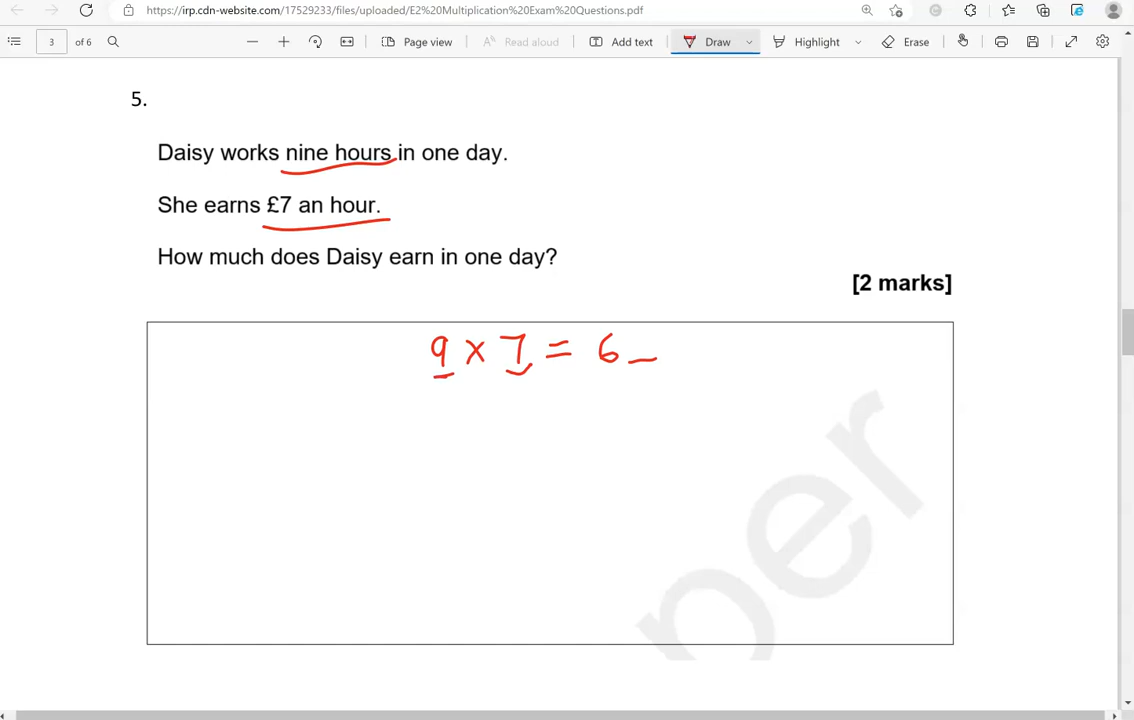 https://irp.cdn-website.com/17529233/files/uploaded/E2%20Multiplication%20Exam%20Questions.pdf
3 of 6 Page view Read aloud Add text Draw Highlight Erase
5.
Daisy works nine hours in one day.
She earns £7 an hour.
How much does Daisy earn in one day?
[2 marks]
9 × 7 = 6 _
per